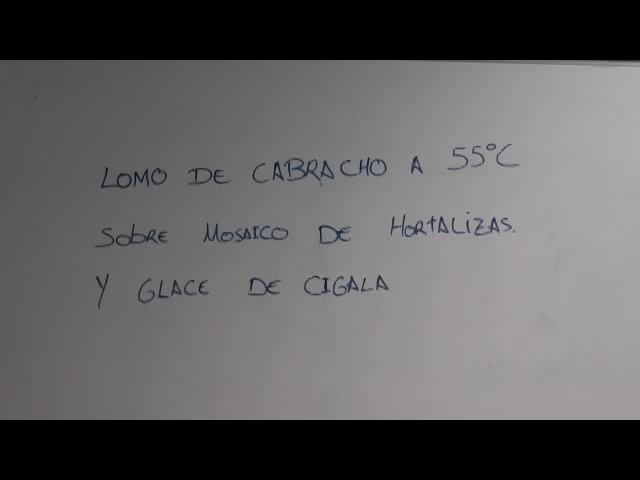 LOMO DE CABRACHO A 55°C
SOBRE MOSAICO DE HORTALIZAS.
Y GLACE DE CIGALA